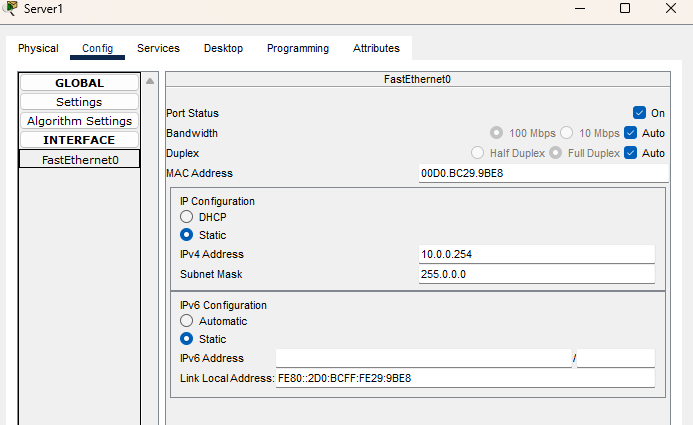 Server1
Physical Config Services Desktop Programming Attributes
GLOBAL
Settings
Algorithm Settings
INTERFACE
FastEthernet0
FastEthernet0
Port Status On
Bandwidth 100 Mbps 10 Mbps Auto
Duplex Half Duplex Full Duplex Auto
MAC Address 00D0.BC29.9BE8
IP Configuration
DHCP
Static
IPv4 Address 10.0.0.254
Subnet Mask 255.0.0.0
IPv6 Configuration
Automatic
Static
IPv6 Address /
Link Local Address: FE80::2D0:BCFF:FE29:9BE8